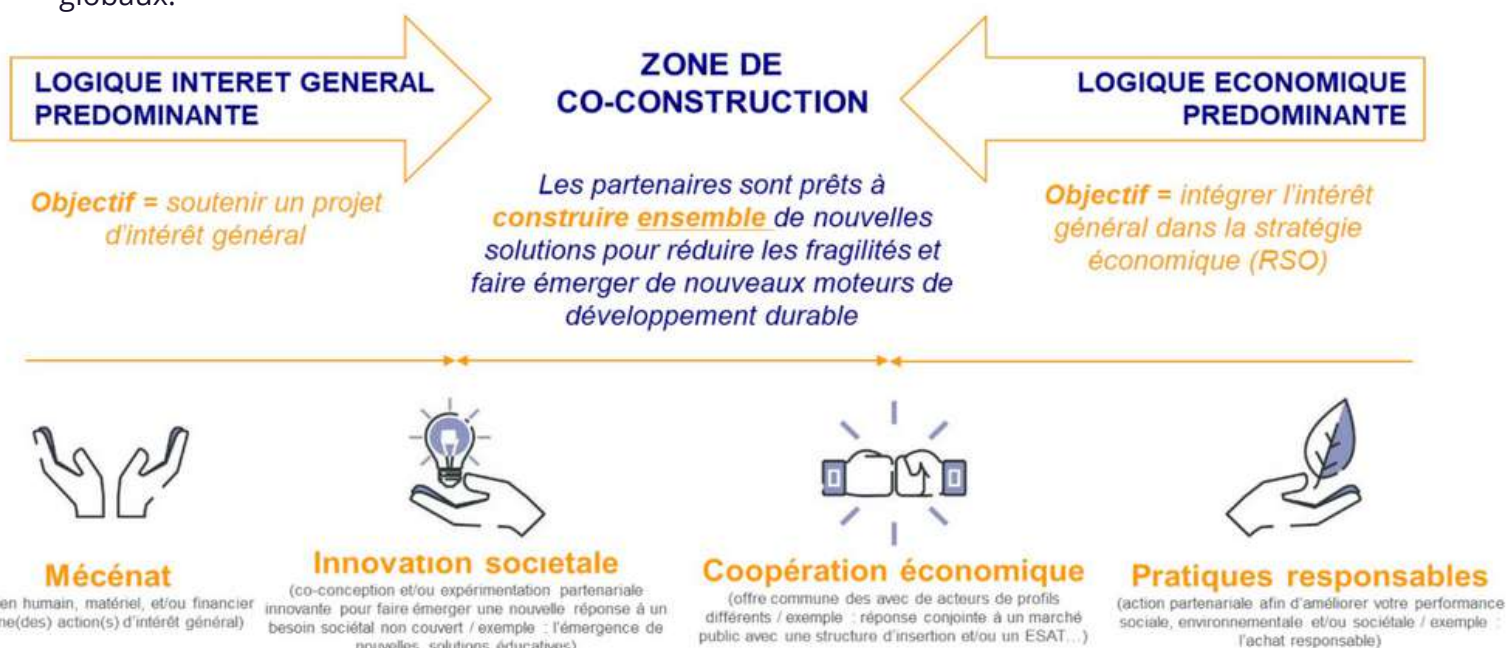 globaux.
LOGIQUE INTERET GENERAL
PREDOMINANTE
ZONE DE
CO-CONSTRUCTION
LOGIQUE ECONOMIQUE
PREDOMINANTE
Objectif = soutenir un projet
d'intérêt général
Les partenaires sont prêts à
construire ensemble de nouvelles
solutions pour réduire les fragilités et
faire émerger de nouveaux moteurs de
développement durable
Objectif = intégrer l'intérêt
général dans la stratégie
économique (RSO)
Mécénat
en humain, matériel, et/ou financier
ne(des) action(s) d'intérêt général)
Innovation societale
(co-conception et/ou expérimentation partenariale
innovante pour faire émerger une nouvelle réponse à un
besoin sociétal non couvert / exemple : l'émergence de
nouvelles solutions éducatives)
Coopération économique
(offre commune des avec de acteurs de profils
différents / exemple : réponse conjointe à un marché
public avec une structure d'insertion et/ou un ESAT...)
Pratiques responsables
(action partenariale afin d'améliorer votre performance
sociale, environnementale et/ou sociétale / exemple :
l'achat responsable)